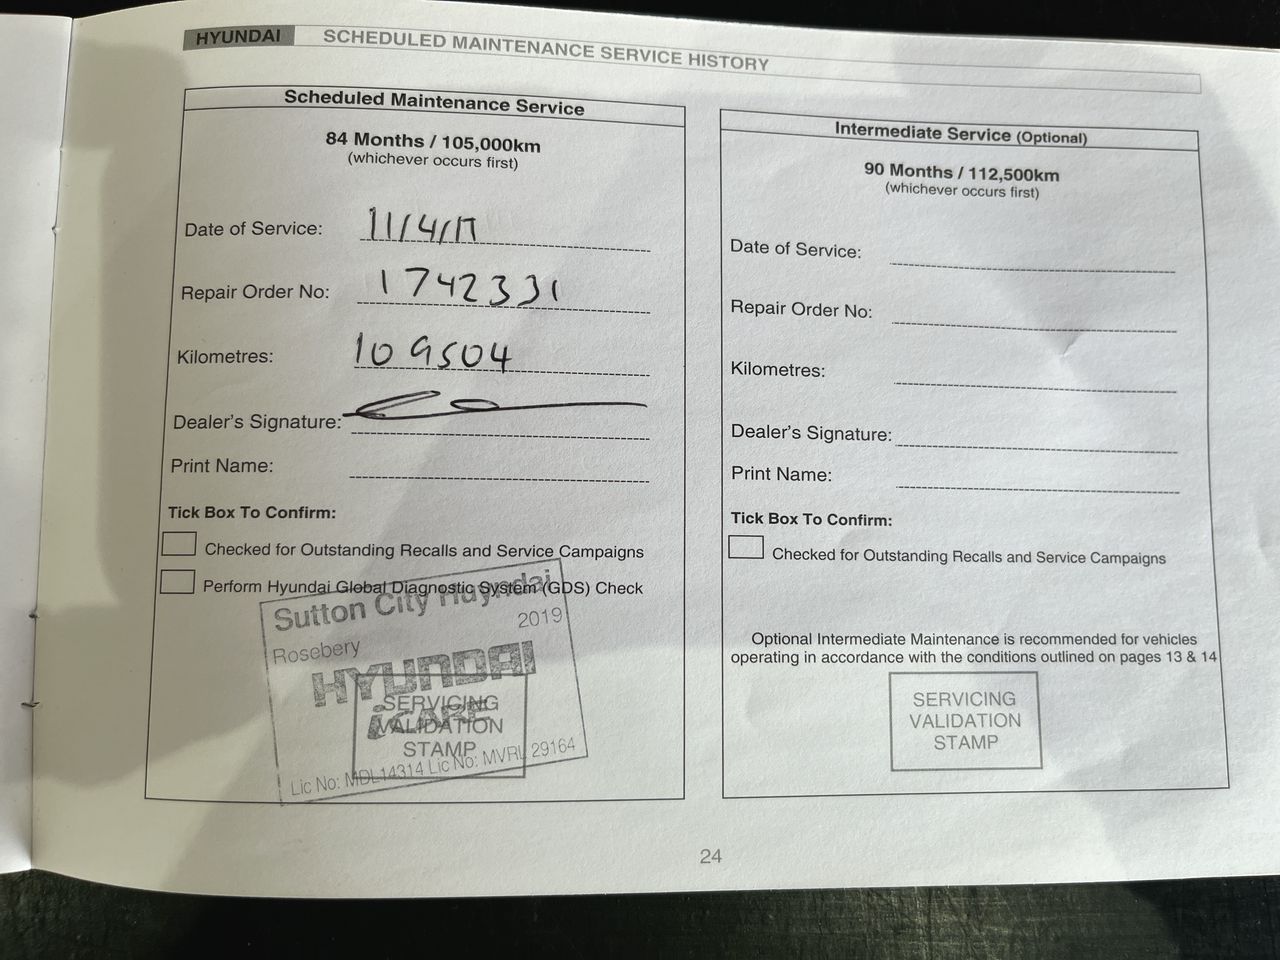 HYUNDAI
SCHEDULED MAINTENANCE SERVICE HISTORY
Scheduled Maintenance Service
84 Months / 105,000km
(whichever occurs first)
Date of Service: 11/4/17
Repair Order No: 1742331
Kilometres: 109504
Dealer's Signature:
Print Name:
Tick Box To Confirm:
Checked for Outstanding Recalls and Service Campaigns
Perform Hyundai Global Diagnostic System (GDS) Check
Sutton City Huyndai
2019
Rosebery
HYUNDAI
iCARE
SERVICING
VALIDATION
STAMP
Lic No: MDL14314 Lic No: MVRL 29164
Intermediate Service (Optional)
90 Months / 112,500km
(whichever occurs first)
Date of Service:
Repair Order No:
Kilometres:
Dealer's Signature:
Print Name:
Tick Box To Confirm:
Checked for Outstanding Recalls and Service Campaigns
Optional Intermediate Maintenance is recommended for vehicles
operating in accordance with the conditions outlined on pages 13 & 14
SERVICING
VALIDATION
STAMP
24